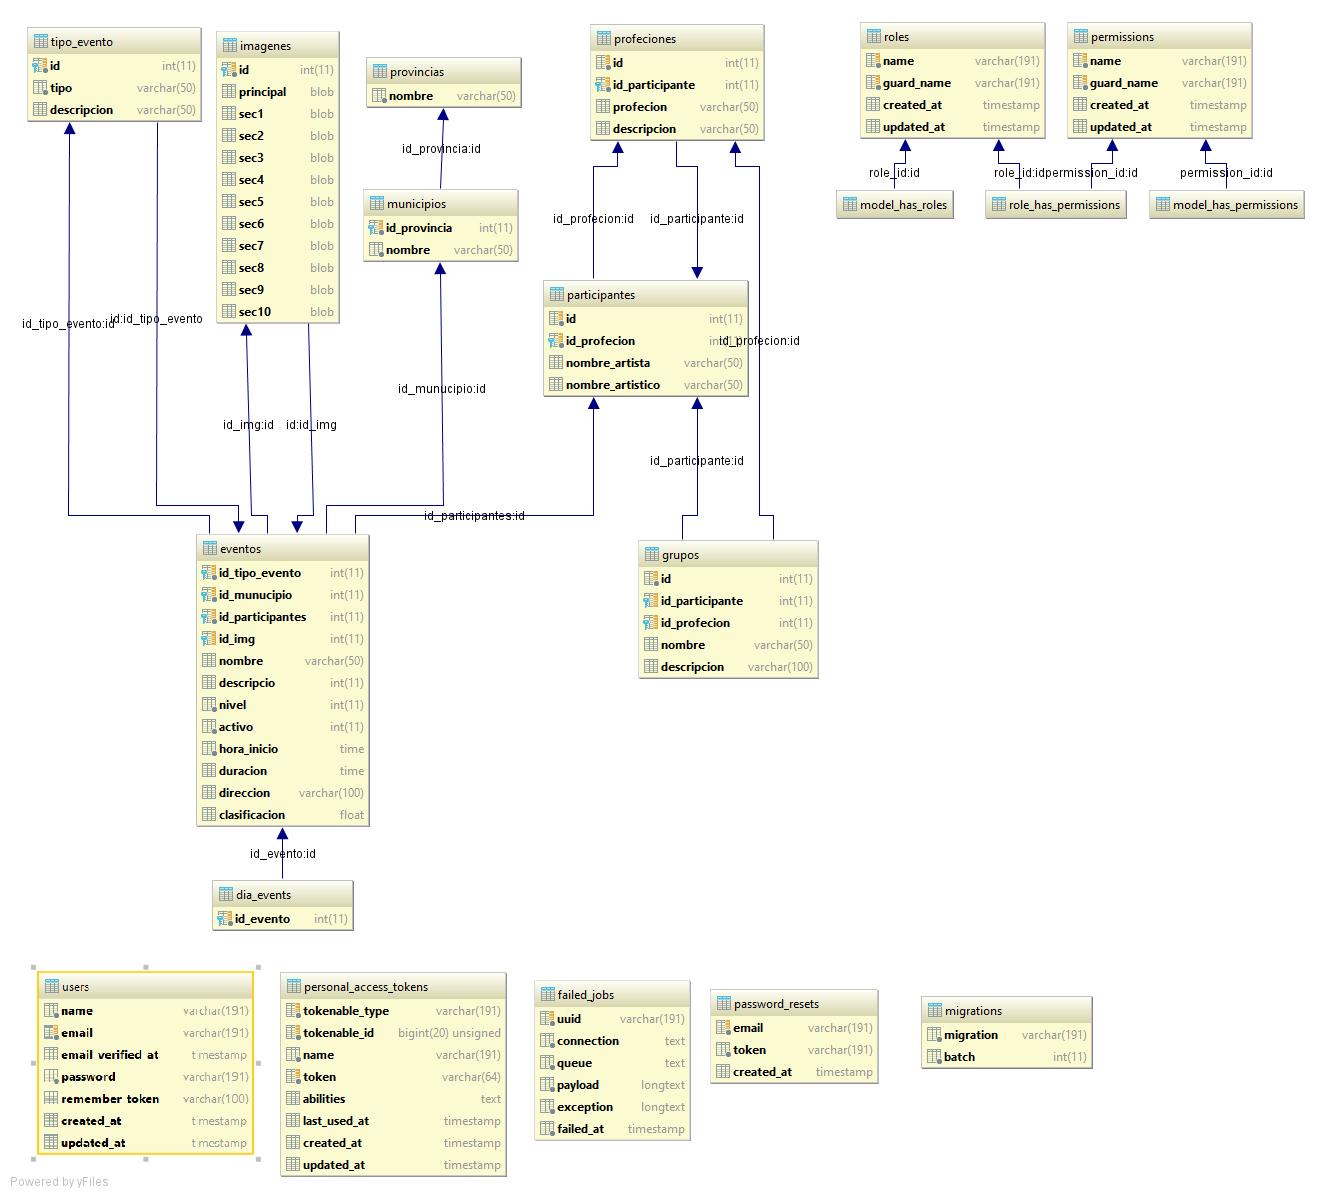 tipo_evento
id int(11)
tipo varchar(50)
descripcion varchar(50)
imagenes
id int(11)
principal blob
sec1 blob
sec2 blob
sec3 blob
sec4 blob
sec5 blob
sec6 blob
sec7 blob
sec8 blob
sec9 blob
sec10 blob
provincias
nombre varchar(50)
id_provincia:id
municipios
id_provincia int(11)
nombre varchar(50)
profeciones
id int(11)
id_participante int(11)
profecion varchar(50)
descripcion varchar(50)
roles
name varchar(191)
guard_name varchar(191)
created_at timestamp
updated_at timestamp
permissions
name varchar(191)
guard_name varchar(191)
created_at timestamp
updated_at timestamp
role_id:id
role_id:id
permission_id:id
permission_id:id
model_has_roles
role_has_permissions
model_has_permissions
id_profecion:id
id_participante:id
participantes
id int(11)
id_profecion int(11)
nombre_artista varchar(50)
nombre_artistico varchar(50)
id_profecion:id
id_tipo_evento:id
id:id_tipo_evento
id_munucipio:id
id_img:id
id:id_img
id_participante:id
id_participantes:id
eventos
id_tipo_evento int(11)
id_munucipio int(11)
id_participantes int(11)
id_img int(11)
nombre varchar(50)
descripcio int(11)
nivel int(11)
activo int(11)
hora_inicio time
duracion time
direccion varchar(100)
clasificacion float
grupos
id int(11)
id_participante int(11)
id_profecion int(11)
nombre varchar(50)
descripcion varchar(100)
id_evento:id
dia_events
id_evento int(11)
users
name varchar(191)
email varchar(191)
email_verified_at timestamp
password varchar(191)
remember_token varchar(100)
created_at timestamp
updated_at timestamp
personal_access_tokens
tokenable_type varchar(191)
tokenable_id bigint(20) unsigned
name varchar(191)
token varchar(64)
abilities text
last_used_at timestamp
created_at timestamp
updated_at timestamp
failed_jobs
uuid varchar(191)
connection text
queue text
payload longtext
exception longtext
failed_at timestamp
password_resets
email varchar(191)
token varchar(191)
created_at timestamp
migrations
migration varchar(191)
batch int(11)
Powered by yFiles